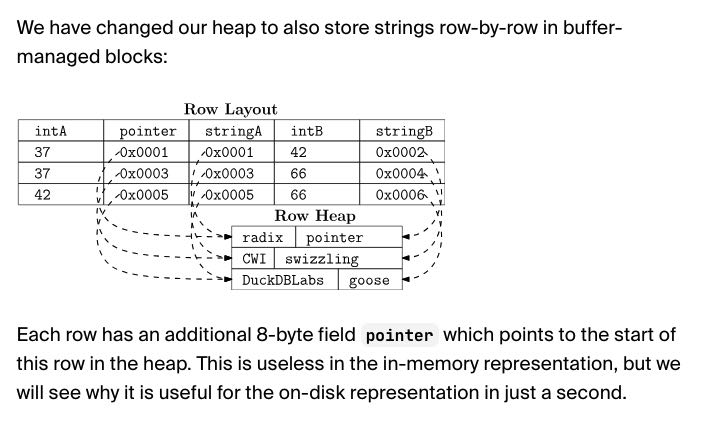 We have changed our heap to also store strings row-by-row in buffer-
managed blocks:
Row Layout
intA pointer stringA intB stringB
37 0x0001 0x0001 42 0x0002
37 0x0003 0x0003 66 0x0004
42 0x0005 0x0005 66 0x0006
Row Heap
radix pointer
CWI swizzling
DuckDBLabs goose
Each row has an additional 8-byte field pointer which points to the start of
this row in the heap. This is useless in the in-memory representation, but we
will see why it is useful for the on-disk representation in just a second.